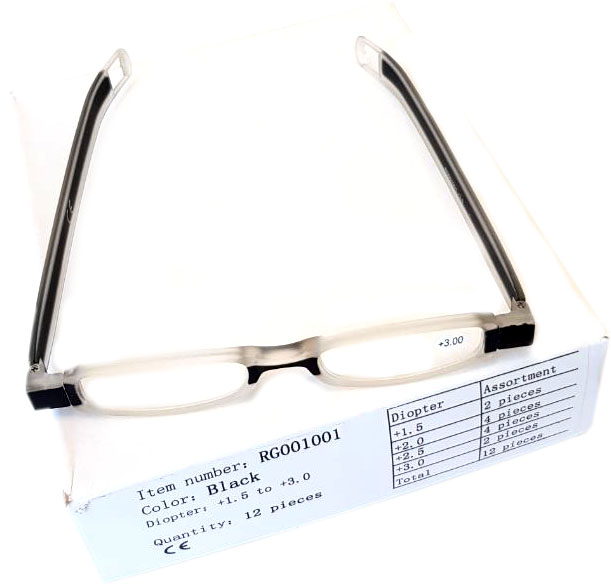 +3.00
Item number: RG001001
Color: Black
Diopter: +1.5 to +3.0
Quantity: 12 pieces
CE
Diopter Assortment
+1.5 2 pieces
+2.0 4 pieces
+2.5 4 pieces
+3.0 2 pieces
Total 12 pieces